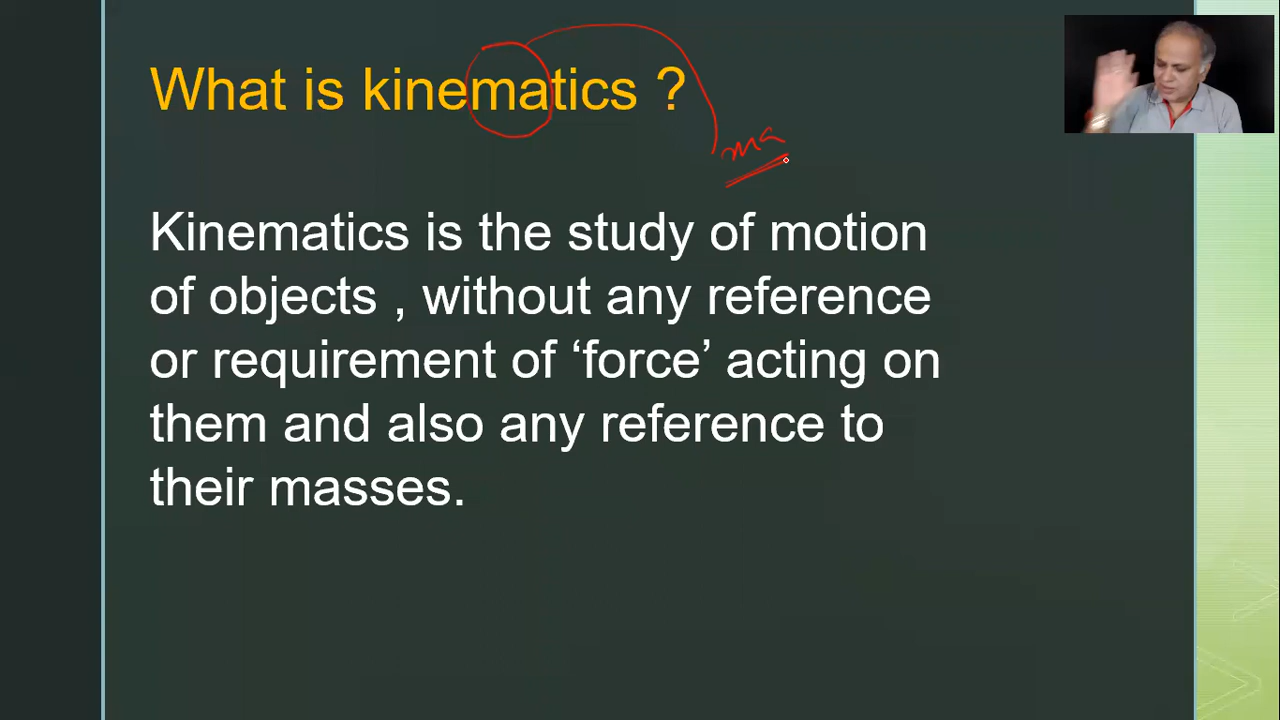 What is kinematics ?
ma
Kinematics is the study of motion
of objects , without any reference
or requirement of ‘force’ acting on
them and also any reference to
their masses.